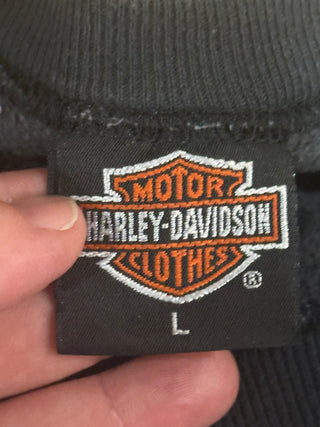 MOTOR
HARLEY-DAVIDSON
CLOTHES
®
L